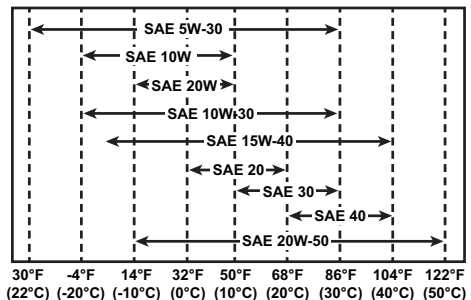 SAE 5W-30
SAE 10W
SAE 20W
SAE 10W-30
SAE 15W-40
SAE 20
SAE 30
SAE 40
SAE 20W-50
30°F -4°F 14°F 32°F 50°F 68°F 86°F 104°F 122°F
(22°C) (-20°C) (-10°C) (0°C) (10°C) (20°C) (30°C) (40°C) (50°C)